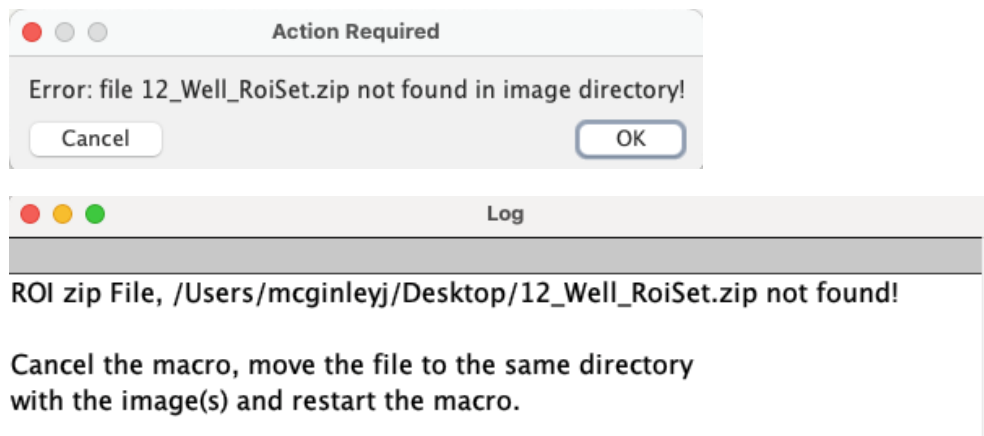 Action Required
Error: file 12_Well_RoiSet.zip not found in image directory!
Cancel
OK
Log
ROI zip File, /Users/mcginleyj/Desktop/12_Well_RoiSet.zip not found!
Cancel the macro, move the file to the same directory
with the image(s) and restart the macro.